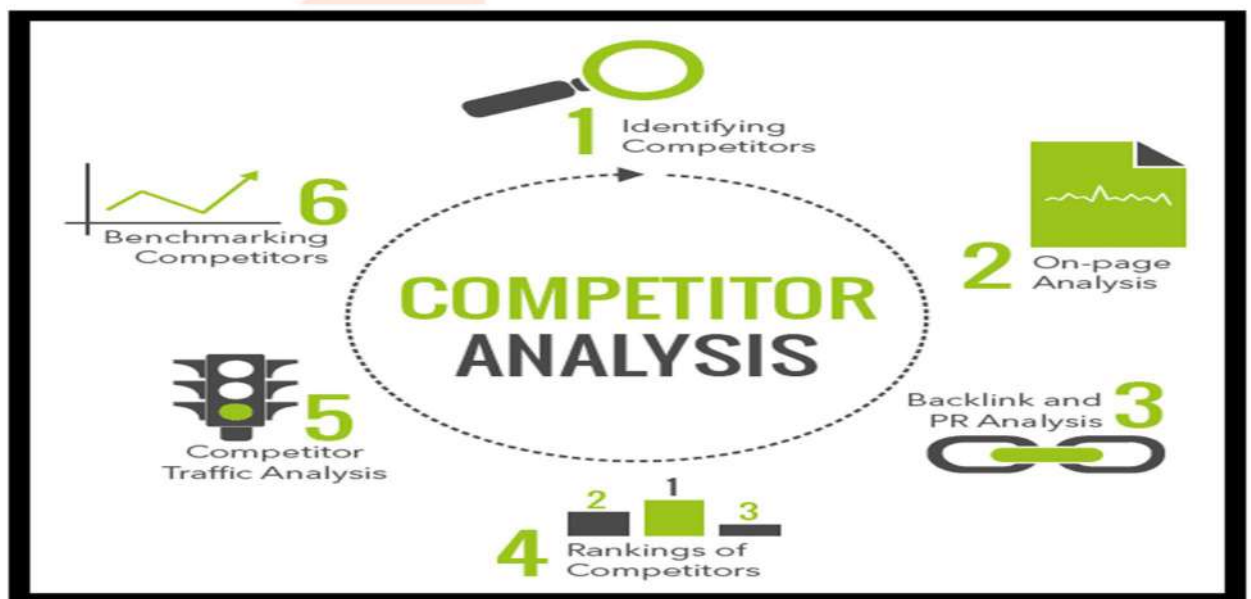 1 Identifying
Competitors
2 On-page
Analysis
Backlink and
PR Analysis 3
2 1 3
4 Rankings of
Competitors
5
Competitor
Traffic Analysis
6
Benchmarking
Competitors
COMPETITOR
ANALYSIS